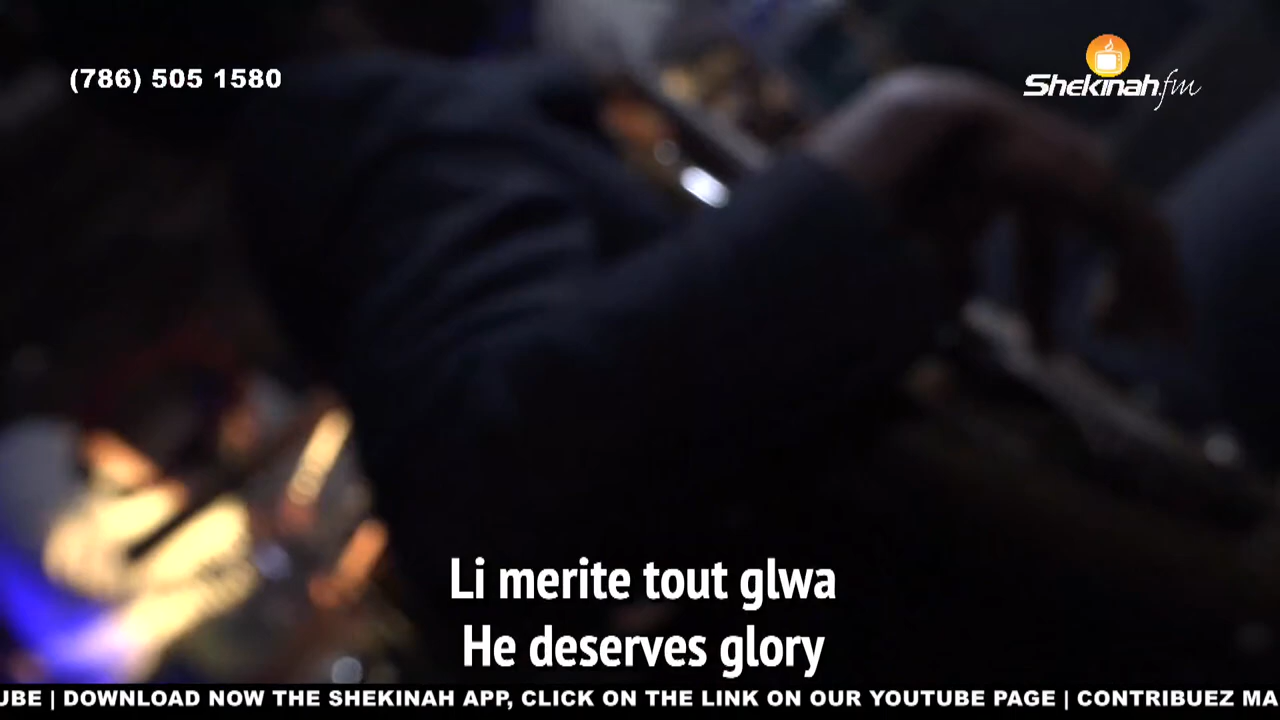 (786) 505 1580
Shekinah.fm
Li merite tout glwa
He deserves glory
UBE | DOWNLOAD NOW THE SHEKINAH APP, CLICK ON THE LINK ON OUR YOUTUBE PAGE | CONTRIBUEZ MA